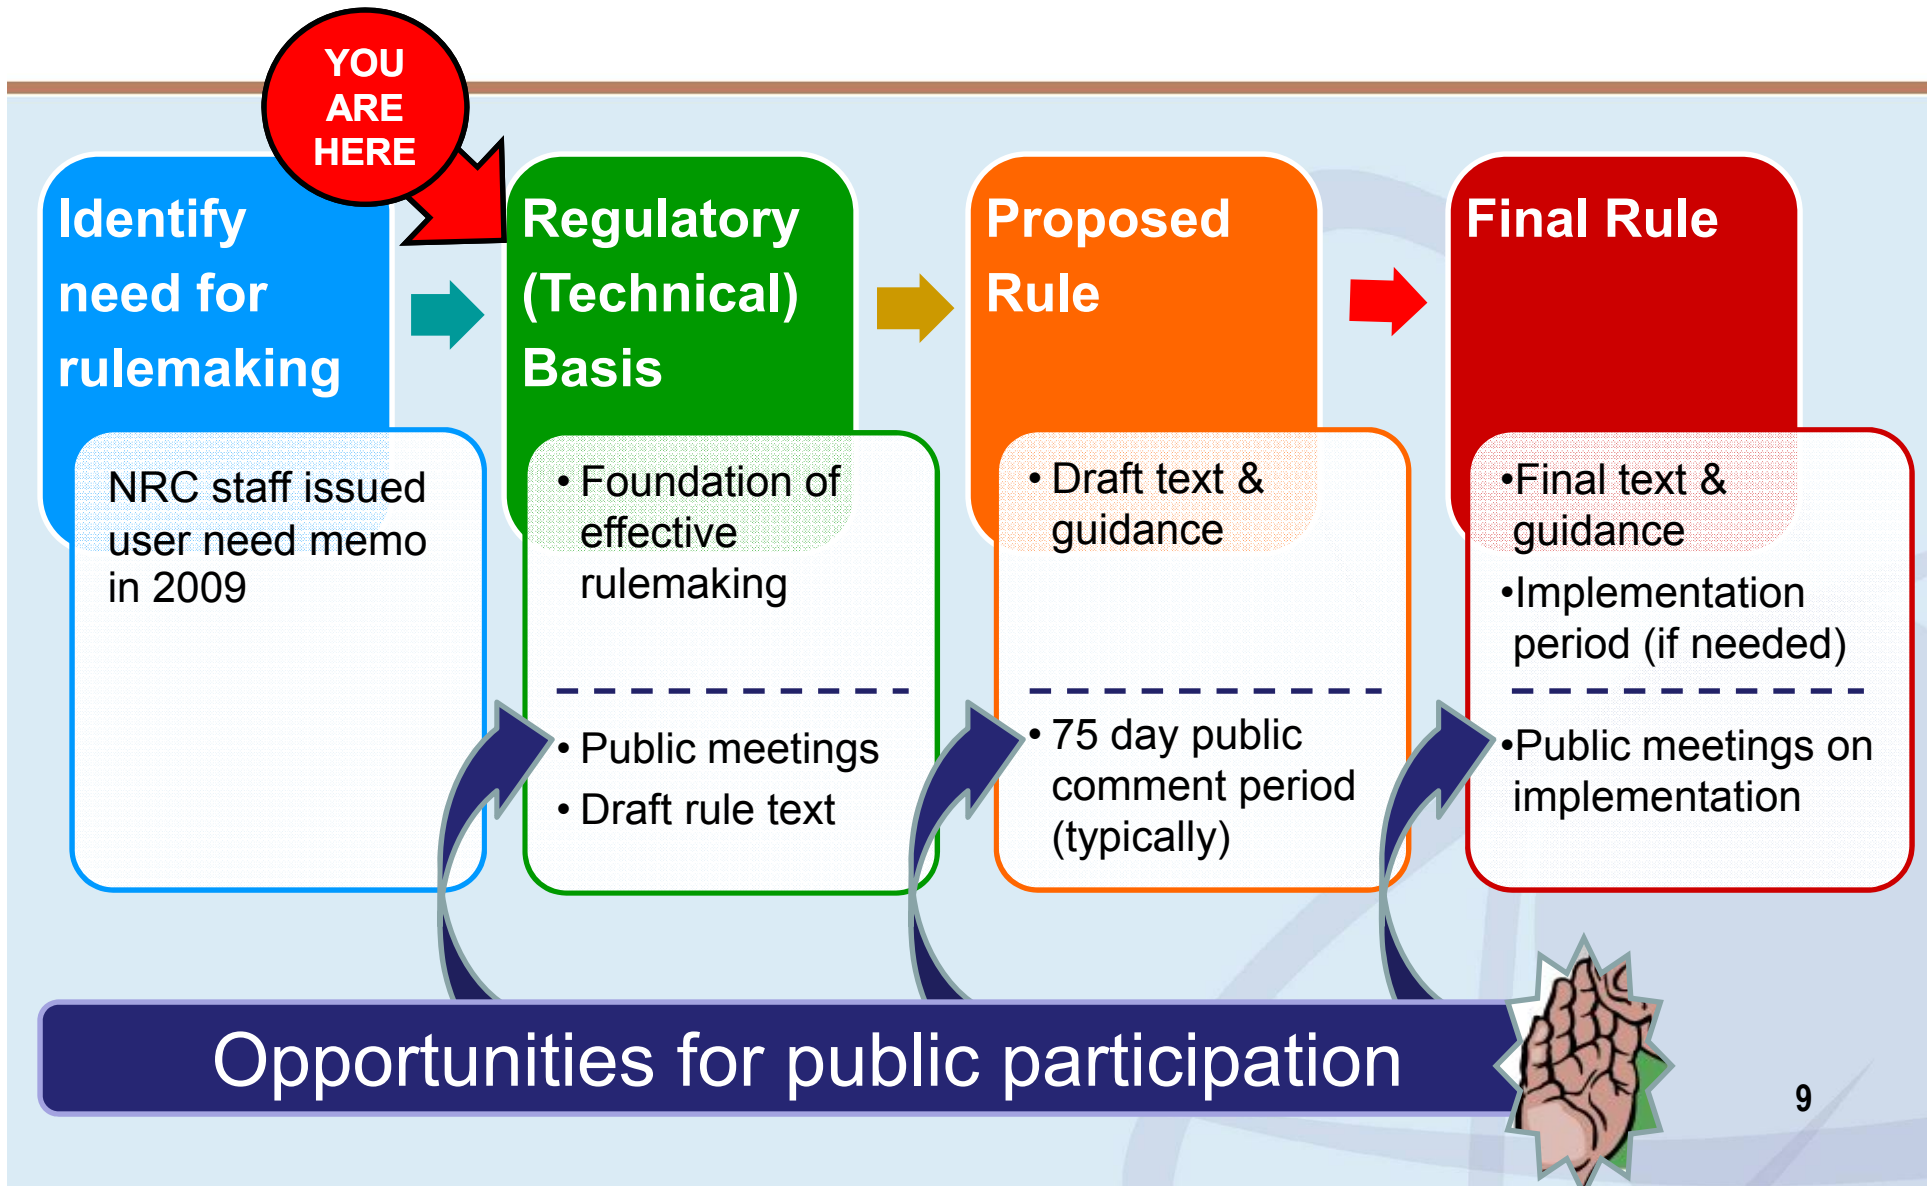 YOU
ARE
HERE
Identify
need for
rulemaking
NRC staff issued
user need memo
in 2009
Regulatory
(Technical)
Basis
• Foundation of
effective
rulemaking
• Public meetings
• Draft rule text
Proposed
Rule
• Draft text &
guidance
• 75 day public
comment period
(typically)
Final Rule
•Final text &
guidance
•Implementation
period (if needed)
•Public meetings on
implementation
Opportunities for public participation
9